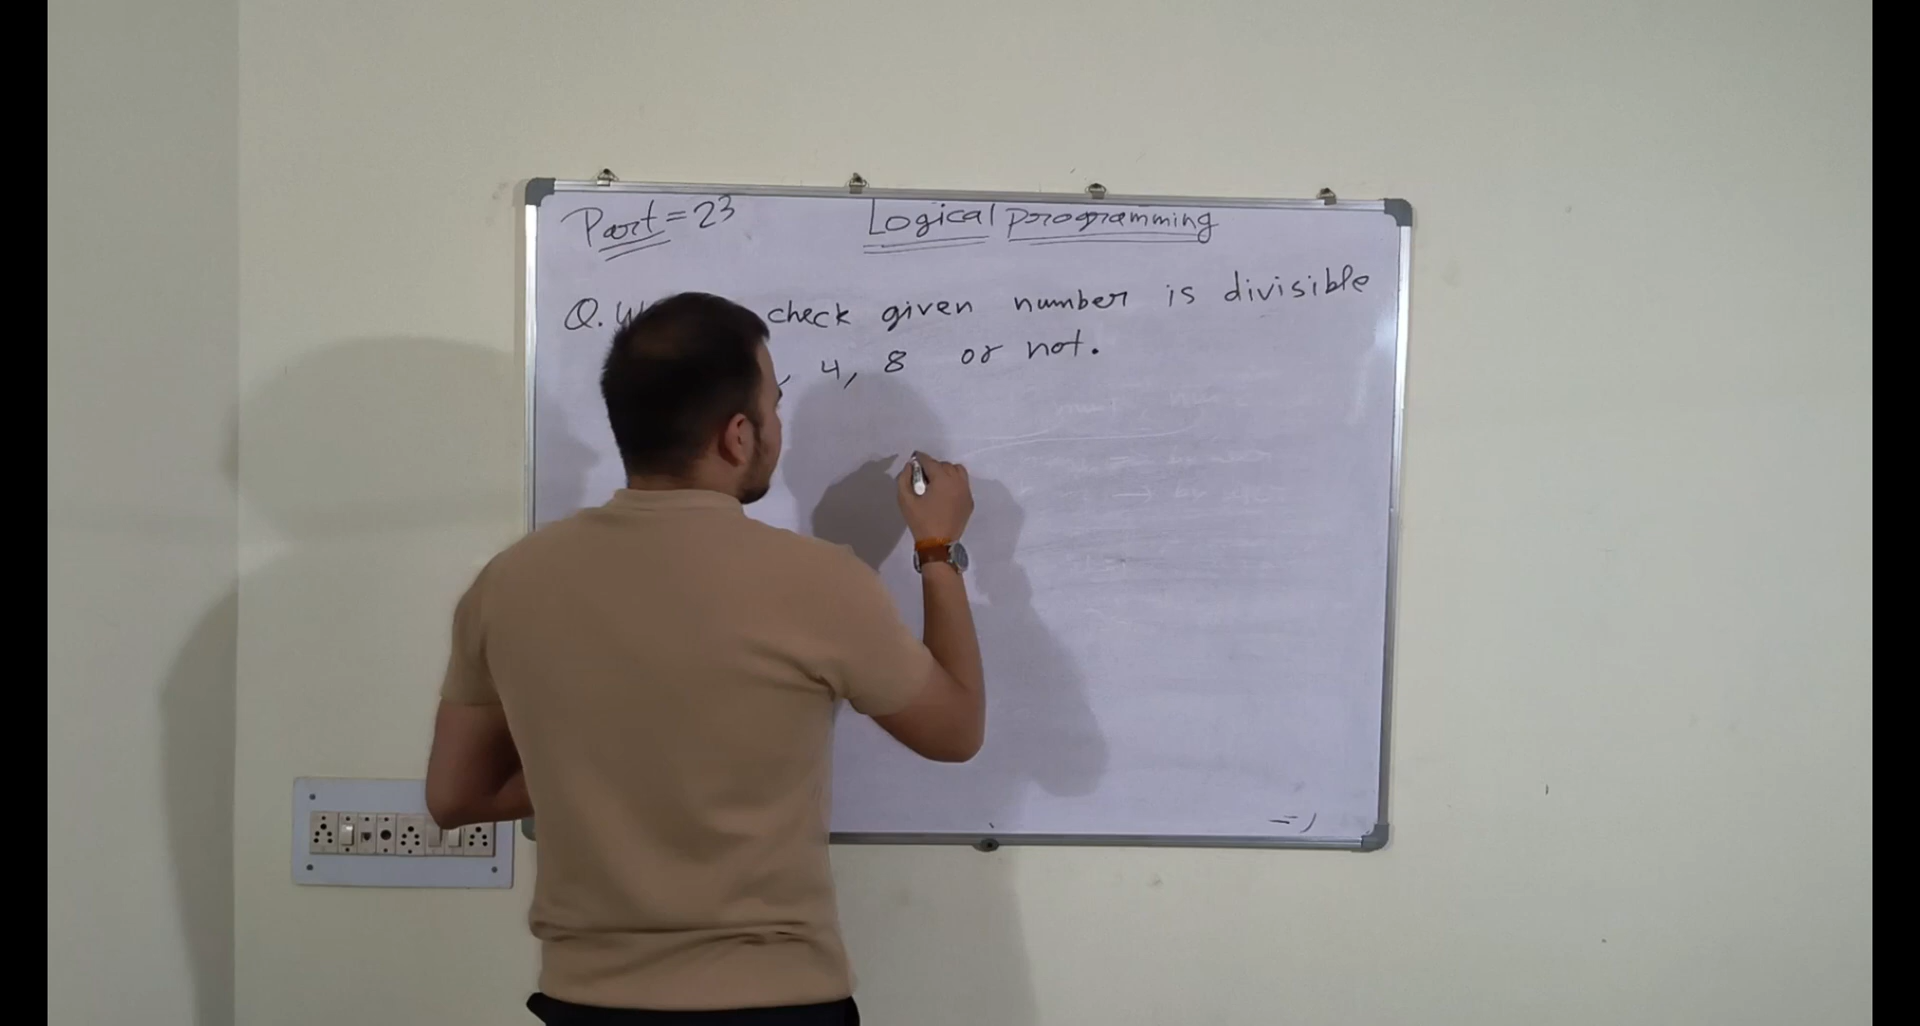 Part = 23
Logical programming
Q. check given number is divisible
, 4, 8 or not.